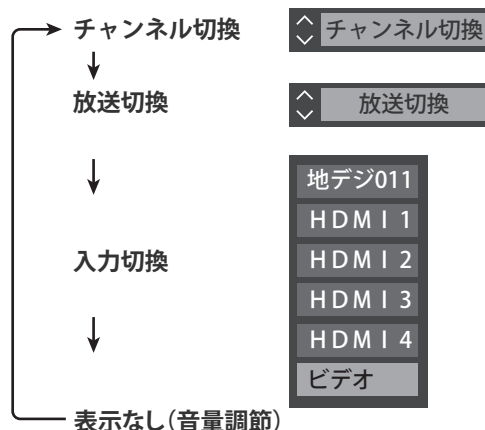 チャンネル切換
チャンネル切換
放送切換
放送切換
入力切換
地デジ011
ＨＤＭＩ１
ＨＤＭＩ２
ＨＤＭＩ３
ＨＤＭＩ４
ビデオ
表示なし（音量調節）